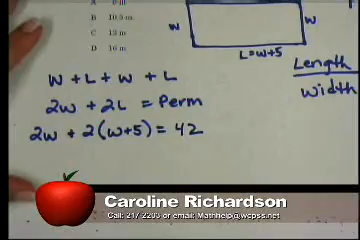 B 10.5 m
C 13 m
D 16 m
W
W
L=W+5
Length
Width
W + L + W + L
2W + 2L = Perm
2W + 2(W+5) = 42
Caroline Richardson
Call: 217-2203 or email: Mathhelp@wcpss.net